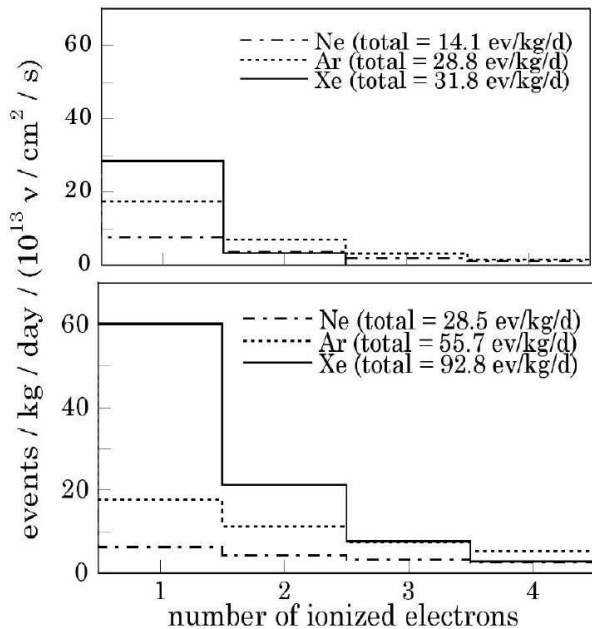 60
40
20
0
Ne (total = 14.1 ev/kg/d)
Ar (total = 28.8 ev/kg/d)
Xe (total = 31.8 ev/kg/d)
60
40
20
0
Ne (total = 28.5 ev/kg/d)
Ar (total = 55.7 ev/kg/d)
Xe (total = 92.8 ev/kg/d)
1 2 3 4
number of ionized electrons
events / kg / day / (10¹³ ν / cm² / s)